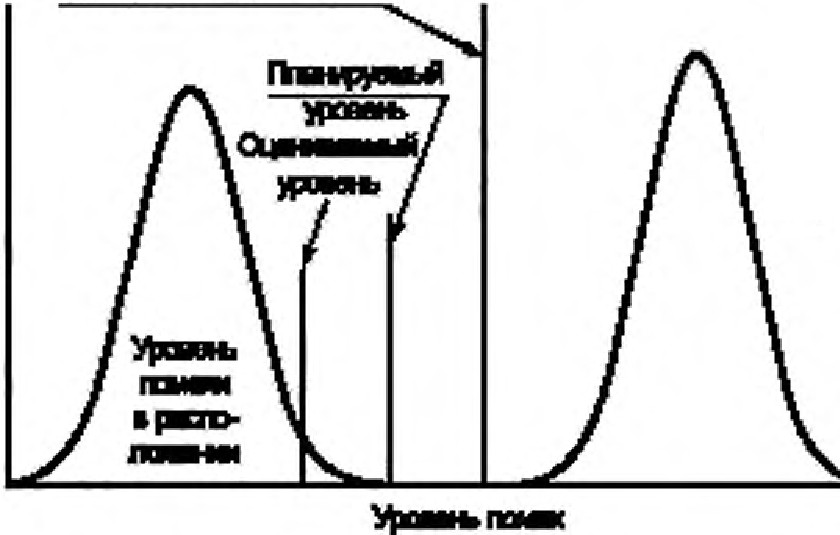 Планируемый
уровень
Оцениваемый
уровень
Уровень
помехи
в распо-
ложении
Уровень помех